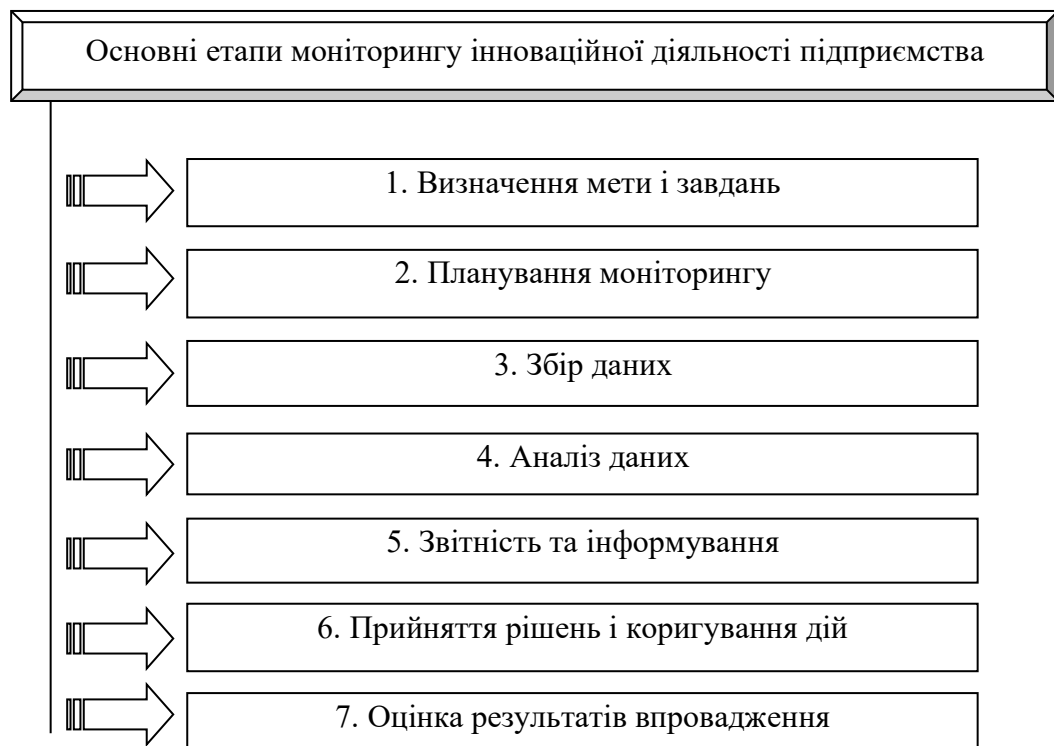 Основні етапи моніторингу інноваційної діяльності підприємства
1. Визначення мети і завдань
2. Планування моніторингу
3. Збір даних
4. Аналіз даних
5. Звітність та інформування
6. Прийняття рішень і коригування дій
7. Оцінка результатів впровадження